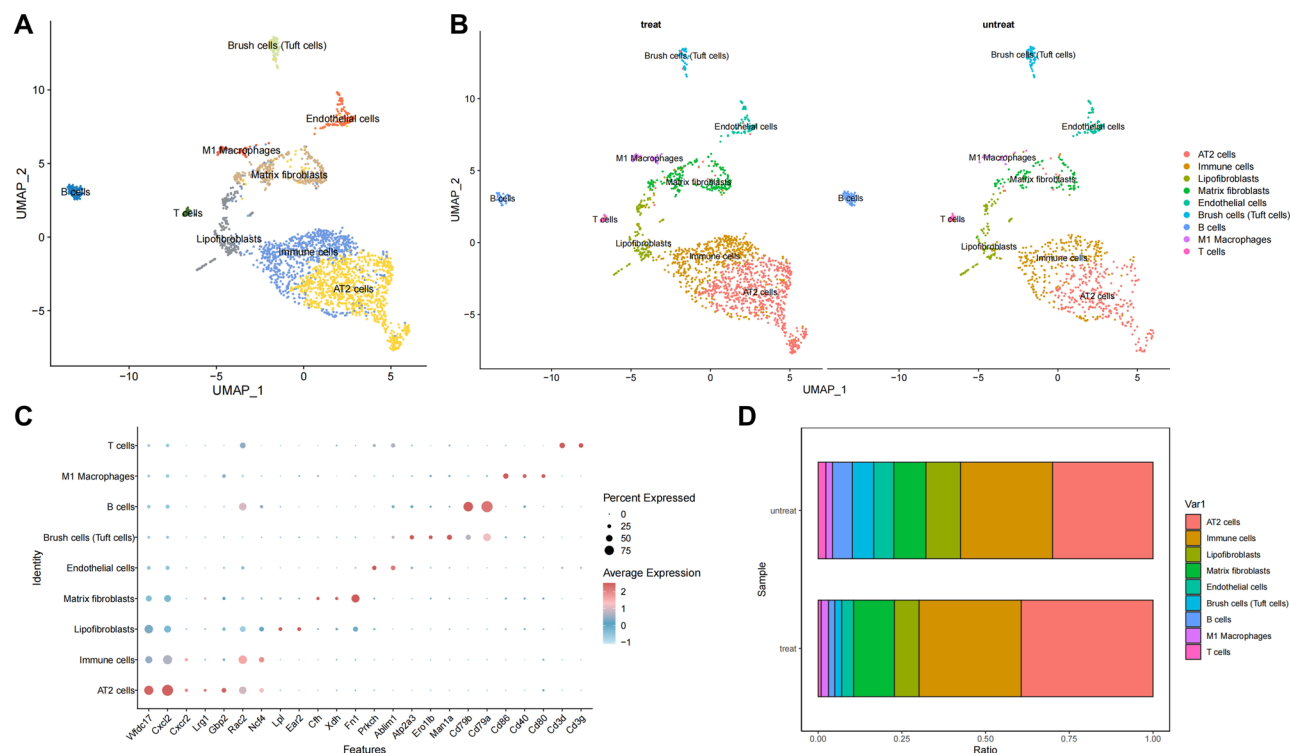 A
Brush cells (Tuft cells)
Endothelial cells
M1 Macrophages
Matrix fibroblasts
B cells
T cells
Lipofibroblasts
Immune cells
AT2 cells
10
5
0
−5
UMAP_2
−10
−5
0
5
UMAP_1
B
treat
untreat
Brush cells (Tuft cells)
Brush cells (Tuft cells)
Endothelial cells
Endothelial cells
M1 Macrophages
M1 Macrophages
Matrix fibroblasts
Matrix fibroblasts
B cells
B cells
T cells
T cells
Lipofibroblasts
Lipofibroblasts
Immune cells
Immune cells
AT2 cells
AT2 cells
10
5
0
−5
UMAP_2
−10
−5
0
5
−10
−5
0
5
UMAP_1
AT2 cells
Immune cells
Lipofibroblasts
Matrix fibroblasts
Endothelial cells
Brush cells (Tuft cells)
B cells
M1 Macrophages
T cells
C
T cells
M1 Macrophages
B cells
Brush cells (Tuft cells)
Endothelial cells
Matrix fibroblasts
Lipofibroblasts
Immune cells
AT2 cells
Identity
Wfdc17
Cxcl2
Cxcr2
Lrg1
Gbp2
Rac2
Ncf4
Lpl
Ear2
Cfh
Xdh
Fn1
Prkch
Ablim1
Atp2a3
Ero1lb
Man1a
Cd79b
Cd79a
Cd86
Cd40
Cd80
Cd3d
Cd3g
Features
Percent Expressed
0
25
50
75
Average Expression
2
1
0
−1
D
untreat
treat
Sample
0.00
0.25
0.50
0.75
1.00
Ratio
Var1
AT2 cells
Immune cells
Lipofibroblasts
Matrix fibroblasts
Endothelial cells
Brush cells (Tuft cells)
B cells
M1 Macrophages
T cells